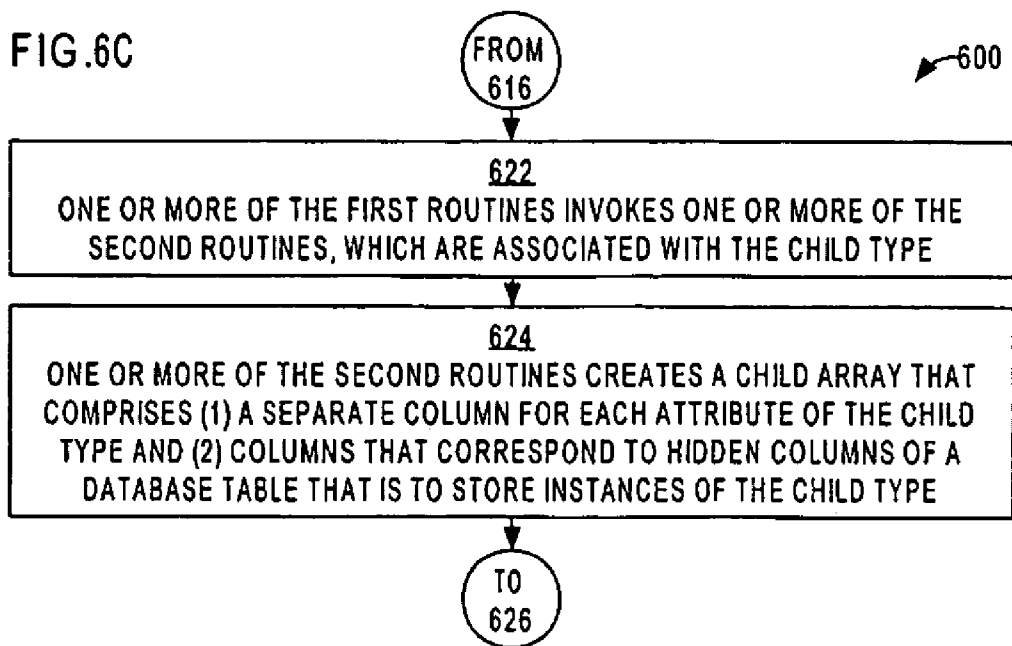 FIG.6C
FROM
616
600
622
ONE OR MORE OF THE FIRST ROUTINES INVOKES ONE OR MORE OF THE
SECOND ROUTINES, WHICH ARE ASSOCIATED WITH THE CHILD TYPE
624
ONE OR MORE OF THE SECOND ROUTINES CREATES A CHILD ARRAY THAT
COMPRISES (1) A SEPARATE COLUMN FOR EACH ATTRIBUTE OF THE CHILD
TYPE AND (2) COLUMNS THAT CORRESPOND TO HIDDEN COLUMNS OF A
DATABASE TABLE THAT IS TO STORE INSTANCES OF THE CHILD TYPE
TO
626